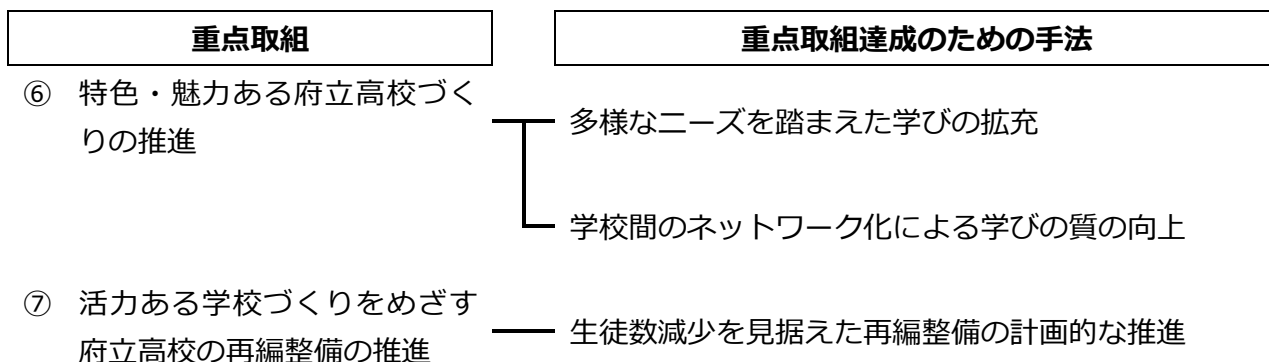 重点取組
重点取組達成のための手法
⑥ 特色・魅力ある府立高校づく
りの推進
多様なニーズを踏まえた学びの拡充
学校間のネットワーク化による学びの質の向上
⑦ 活力ある学校づくりをめざす
府立高校の再編整備の推進
生徒数減少を見据えた再編整備の計画的な推進